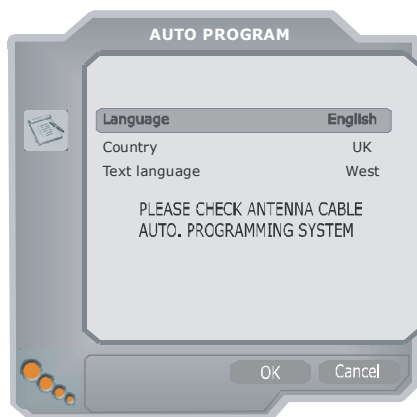 AUTO PROGRAM
Language English
Country UK
Text language West
PLEASE CHECK ANTENNA CABLE
AUTO. PROGRAMMING SYSTEM
OK Cancel